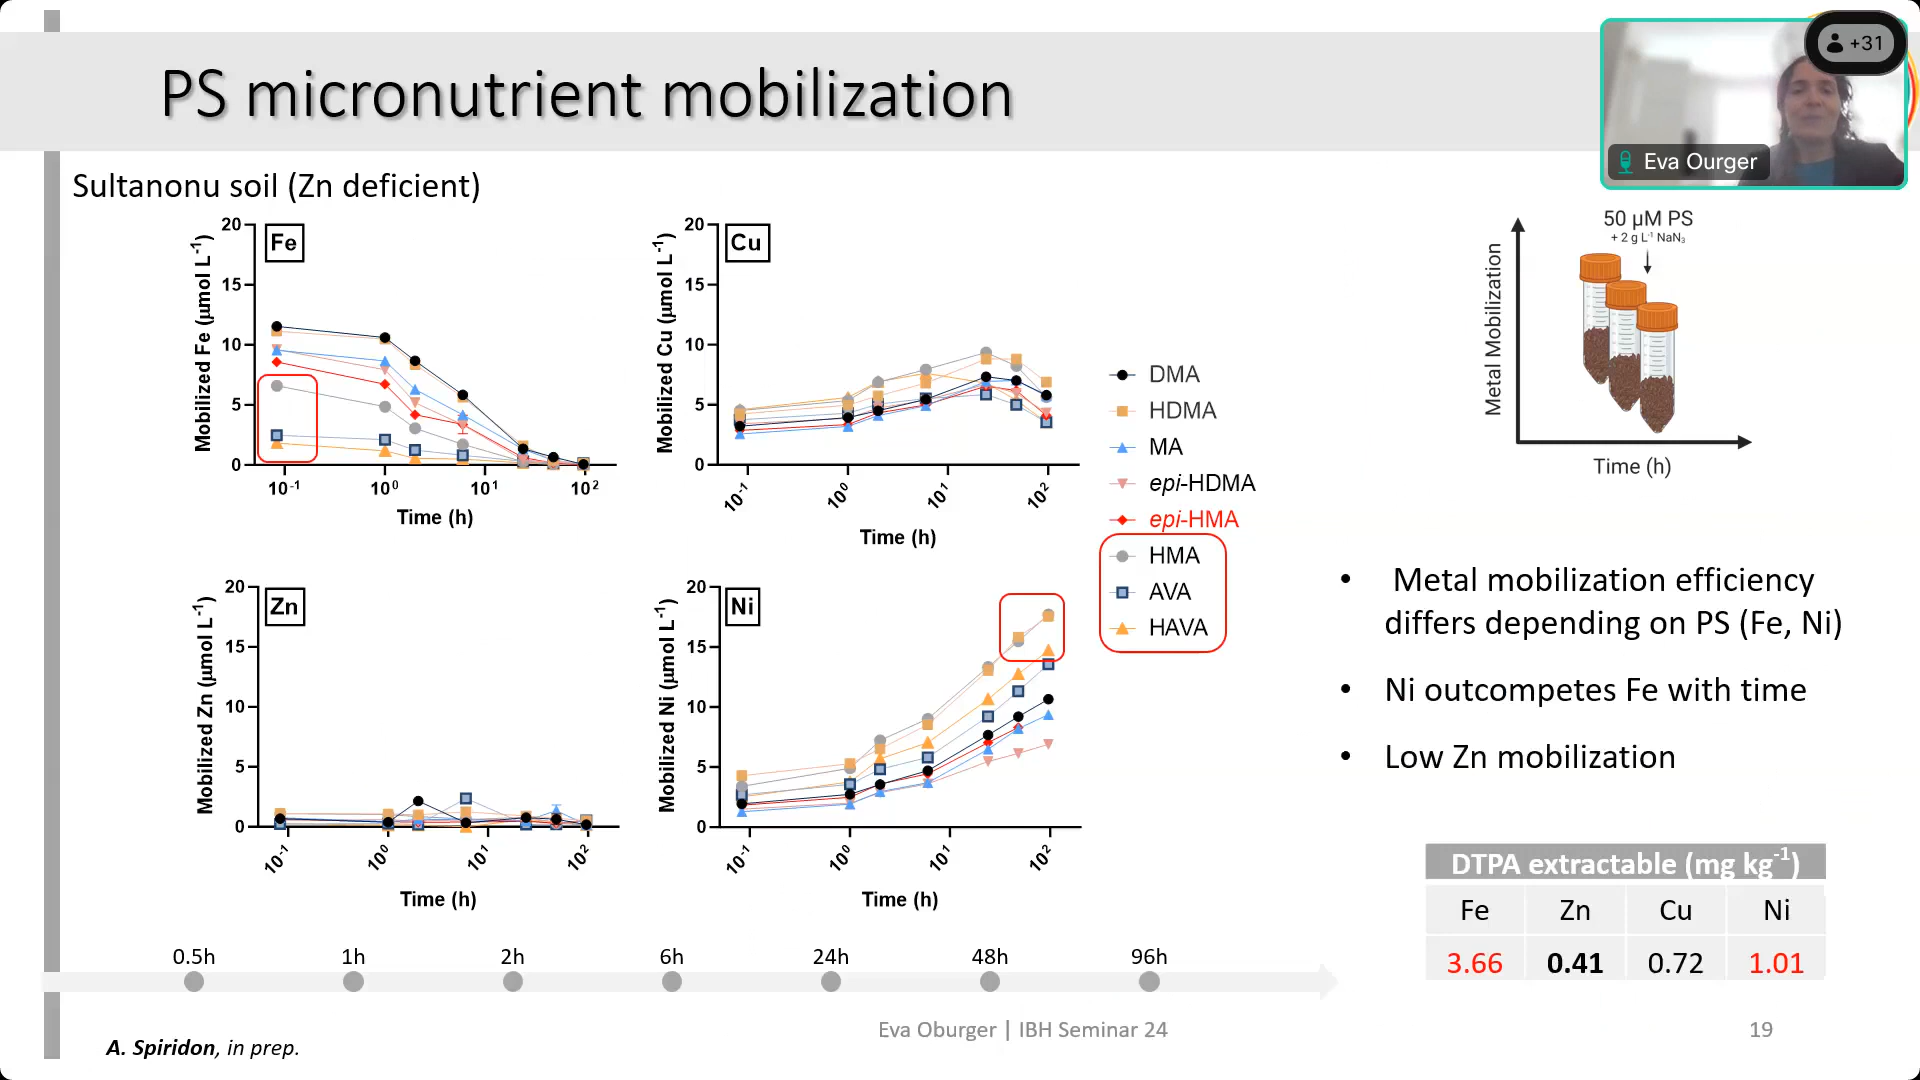 PS micronutrient mobilization
+31
Eva Ourger
Sultanonu soil (Zn deficient)
Fe
Mobilized Fe (µmol L⁻¹)
20
15
10
5
0
10⁻¹ 10⁰ 10¹ 10²
Time (h)
Cu
Mobilized Cu (µmol L⁻¹)
20
15
10
5
0
10⁻¹ 10⁰ 10¹ 10²
Time (h)
DMA
HDMA
MA
epi-HDMA
epi-HMA
HMA
AVA
HAVA
50 µM PS
+ 2 g L⁻¹ NaN₃
Metal Mobilization
Time (h)
Zn
Mobilized Zn (µmol L⁻¹)
20
15
10
5
0
10⁻¹ 10⁰ 10¹ 10²
Time (h)
Ni
Mobilized Ni (µmol L⁻¹)
20
15
10
5
0
10⁻¹ 10⁰ 10¹ 10²
Time (h)
• Metal mobilization efficiency
differs depending on PS (Fe, Ni)
• Ni outcompetes Fe with time
• Low Zn mobilization
DTPA extractable (mg kg⁻¹)
Fe Zn Cu Ni
3.66 0.41 0.72 1.01
0.5h 1h 2h 6h 24h 48h 96h
A. Spiridon, in prep.
Eva Oburger | IBH Seminar 24
19